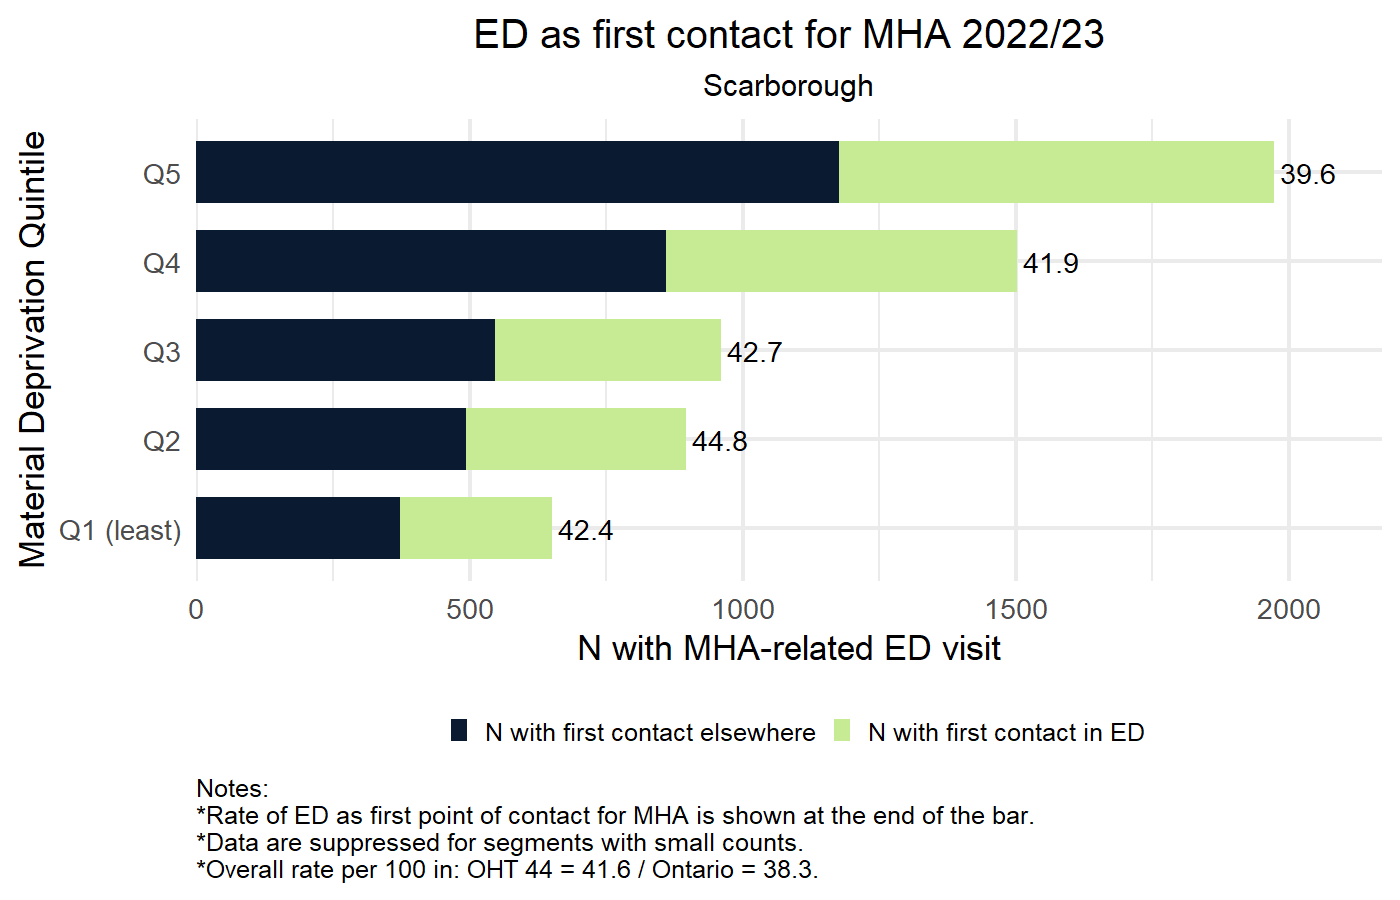 ED as first contact for MHA 2022/23
Scarborough
Material Deprivation Quintile
Q5
39.6
Q4
41.9
Q3
42.7
Q2
44.8
Q1 (least)
42.4
0
500
1000
1500
2000
N with MHA-related ED visit
N with first contact elsewhere
N with first contact in ED
Notes:
*Rate of ED as first point of contact for MHA is shown at the end of the bar.
*Data are suppressed for segments with small counts.
*Overall rate per 100 in: OHT 44 = 41.6 / Ontario = 38.3.